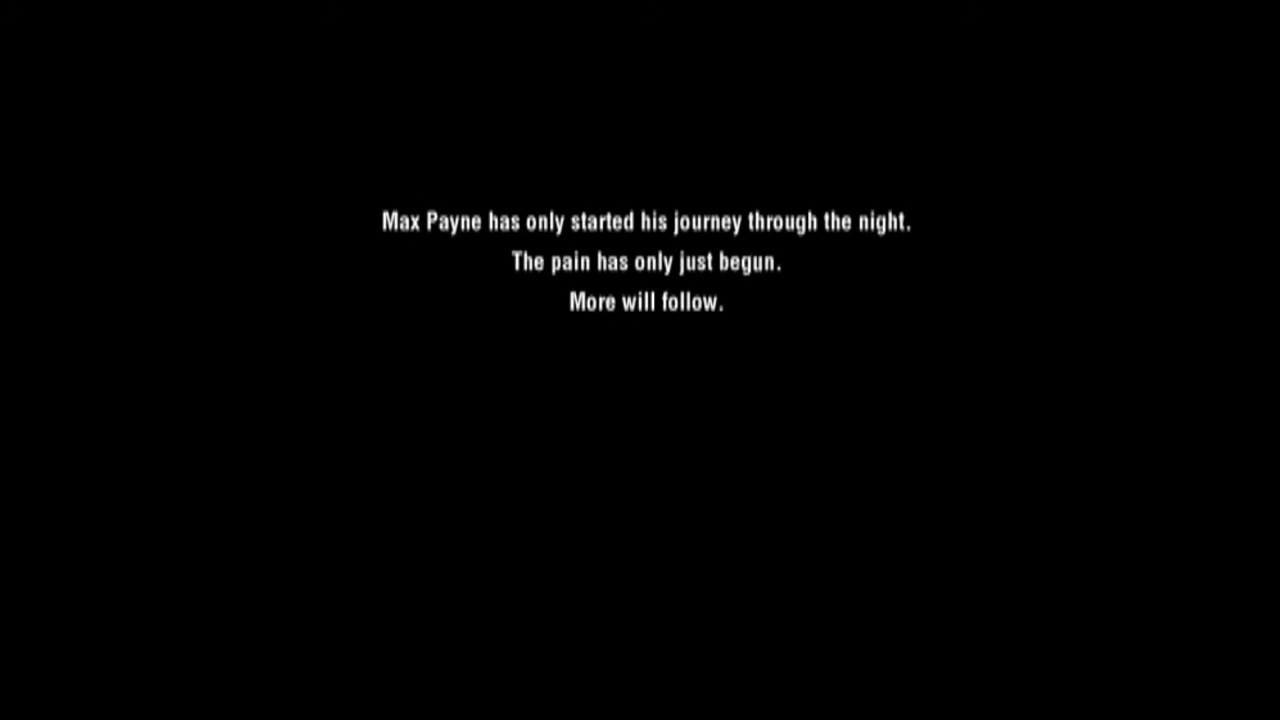 Max Payne has only started his journey through the night.
The pain has only just begun.
More will follow.